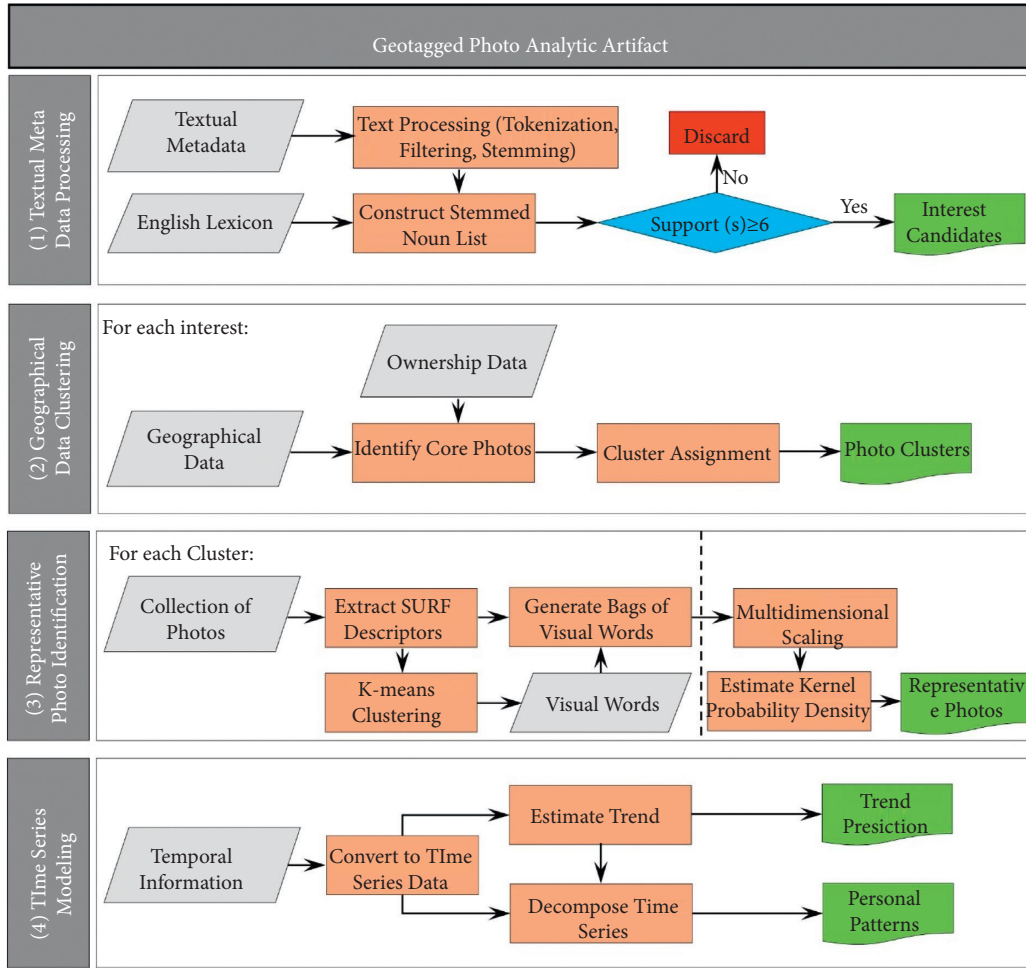 Geotagged Photo Analytic Artifact
(1) Textual Meta
Data Processing
Textual
Metadata
Text Processing (Tokenization,
Filtering, Stemming)
Discard
No
English Lexicon
Construct Stemmed
Noun List
Support (s)≥6
Yes
Interest
Candidates
(2) Geographical
Data Clustering
For each interest:
Ownership Data
Geographical
Data
Identify Core Photos
Cluster Assignment
Photo Clusters
(3) Representative
Photo Identification
For each Cluster:
Collection of
Photos
Extract SURF
Descriptors
Generate Bags of
Visual Words
Multidimensional
Scaling
K-means
Clustering
Visual Words
Estimate Kernel
Probability Density
Representativ
e Photos
(4) TIme Series
Modeling
Temporal
Information
Convert to TIme
Series Data
Estimate Trend
Trend
Presiction
Decompose Time
Series
Personal
Patterns